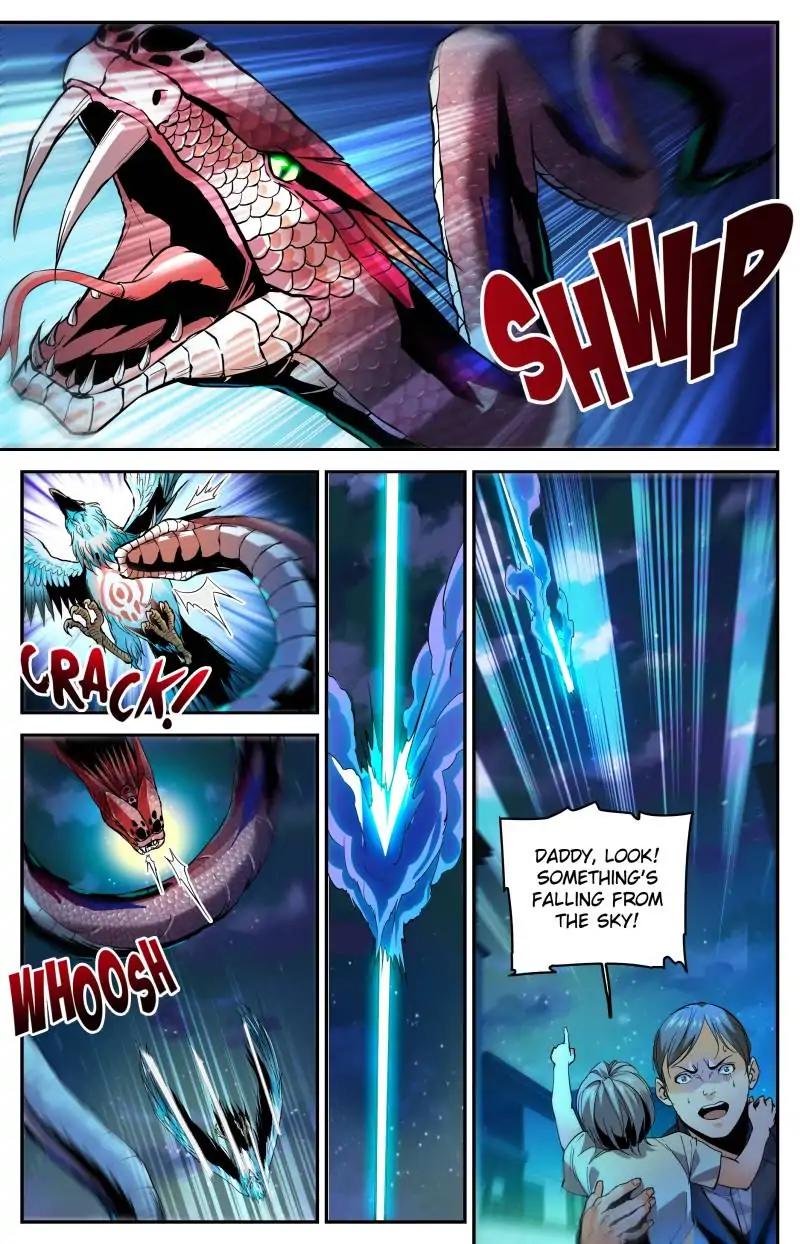 SHWIP
CRACK!
WHOOSH
DADDY, LOOK!
SOMETHING'S
FALLING FROM
THE SKY!